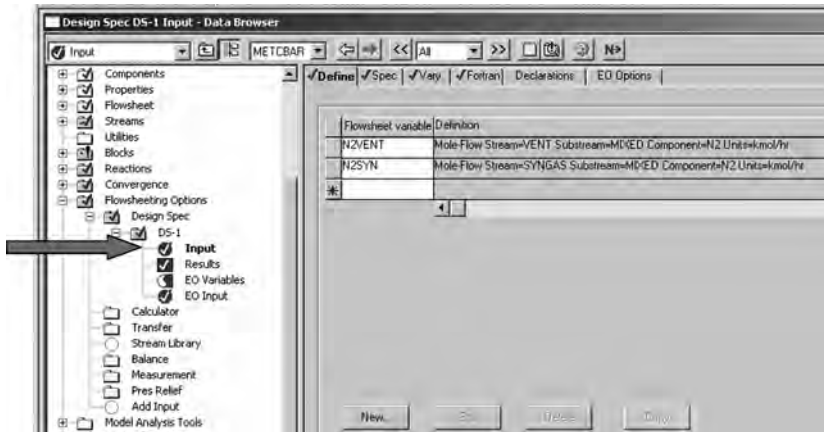 Design Spec DS-1 Input - Data Browser
Input METCBAR << All >> N>
Components
Properties
Flowsheet
Streams
Utilities
Blocks
Reactions
Convergence
Flowsheeting Options
Design Spec
DS-1
Input
Results
EO Variables
EO Input
Calculator
Transfer
Stream Library
Balance
Measurement
Pres Relief
Add Input
Model Analysis Tools
Define Spec Vary Fortran Declarations EO Options
Flowsheet variable Definition
N2VENT Mole-Flow Stream=VENT Substream=MIXED Component=N2 Units=kmol/hr
N2SYN Mole-Flow Stream=SYNGAS Substream=MIXED Component=N2 Units=kmol/hr
*
New...